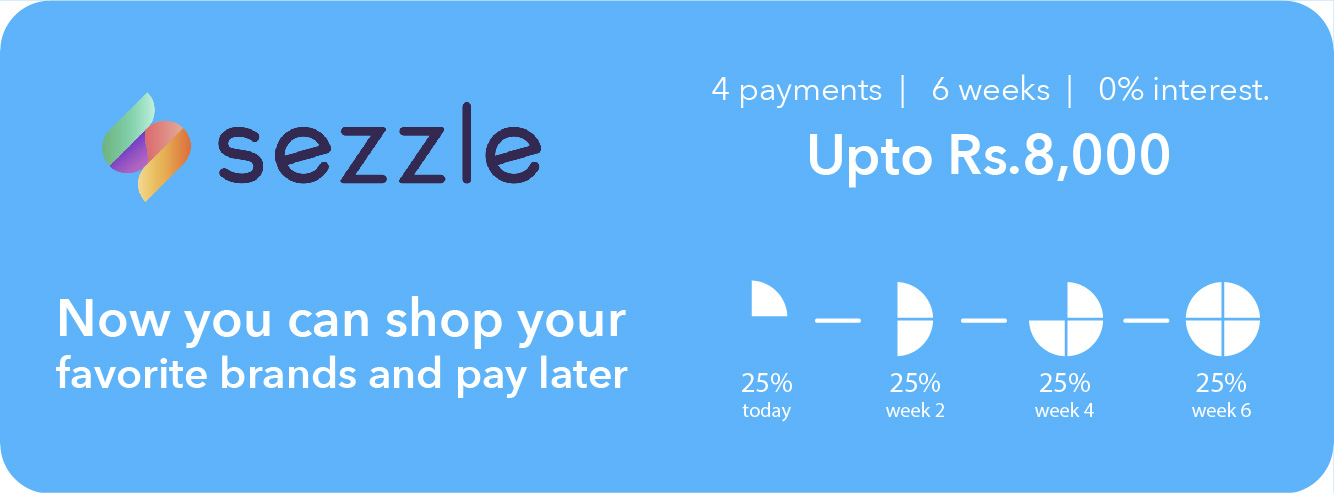 sezzle
Now you can shop your
favorite brands and pay later
4 payments | 6 weeks | 0% interest.
Upto Rs.8,000
25% 25% 25% 25%
today week 2 week 4 week 6